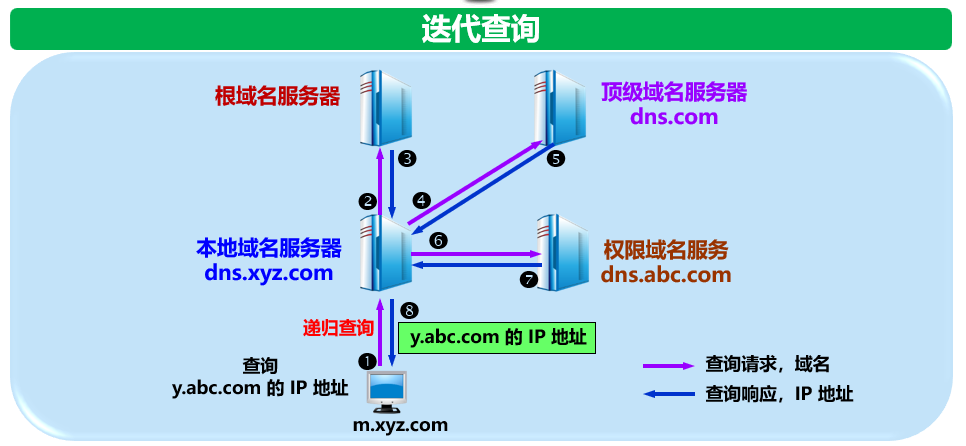 迭代查询
根域名服务器
顶级域名服务器
dns.com
❸
❺
❷
❹
本地域名服务器
dns.xyz.com
❻
权限域名服务
dns.abc.com
❼
递归查询
❽
y.abc.com 的 IP 地址
❶
查询
y.abc.com 的 IP 地址
m.xyz.com
查询请求，域名
查询响应，IP 地址